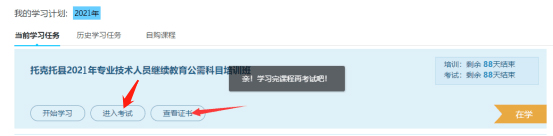 我的学习计划: 2021年
当前学习任务 历史学习任务 自购课程
托克托县2021年专业技术人员继续教育公需科目培训班
亲！学习完课程再考试吧!
培训: 剩余 88天结束
考试: 剩余 88天结束
开始学习 进入考试 查看证书
在学